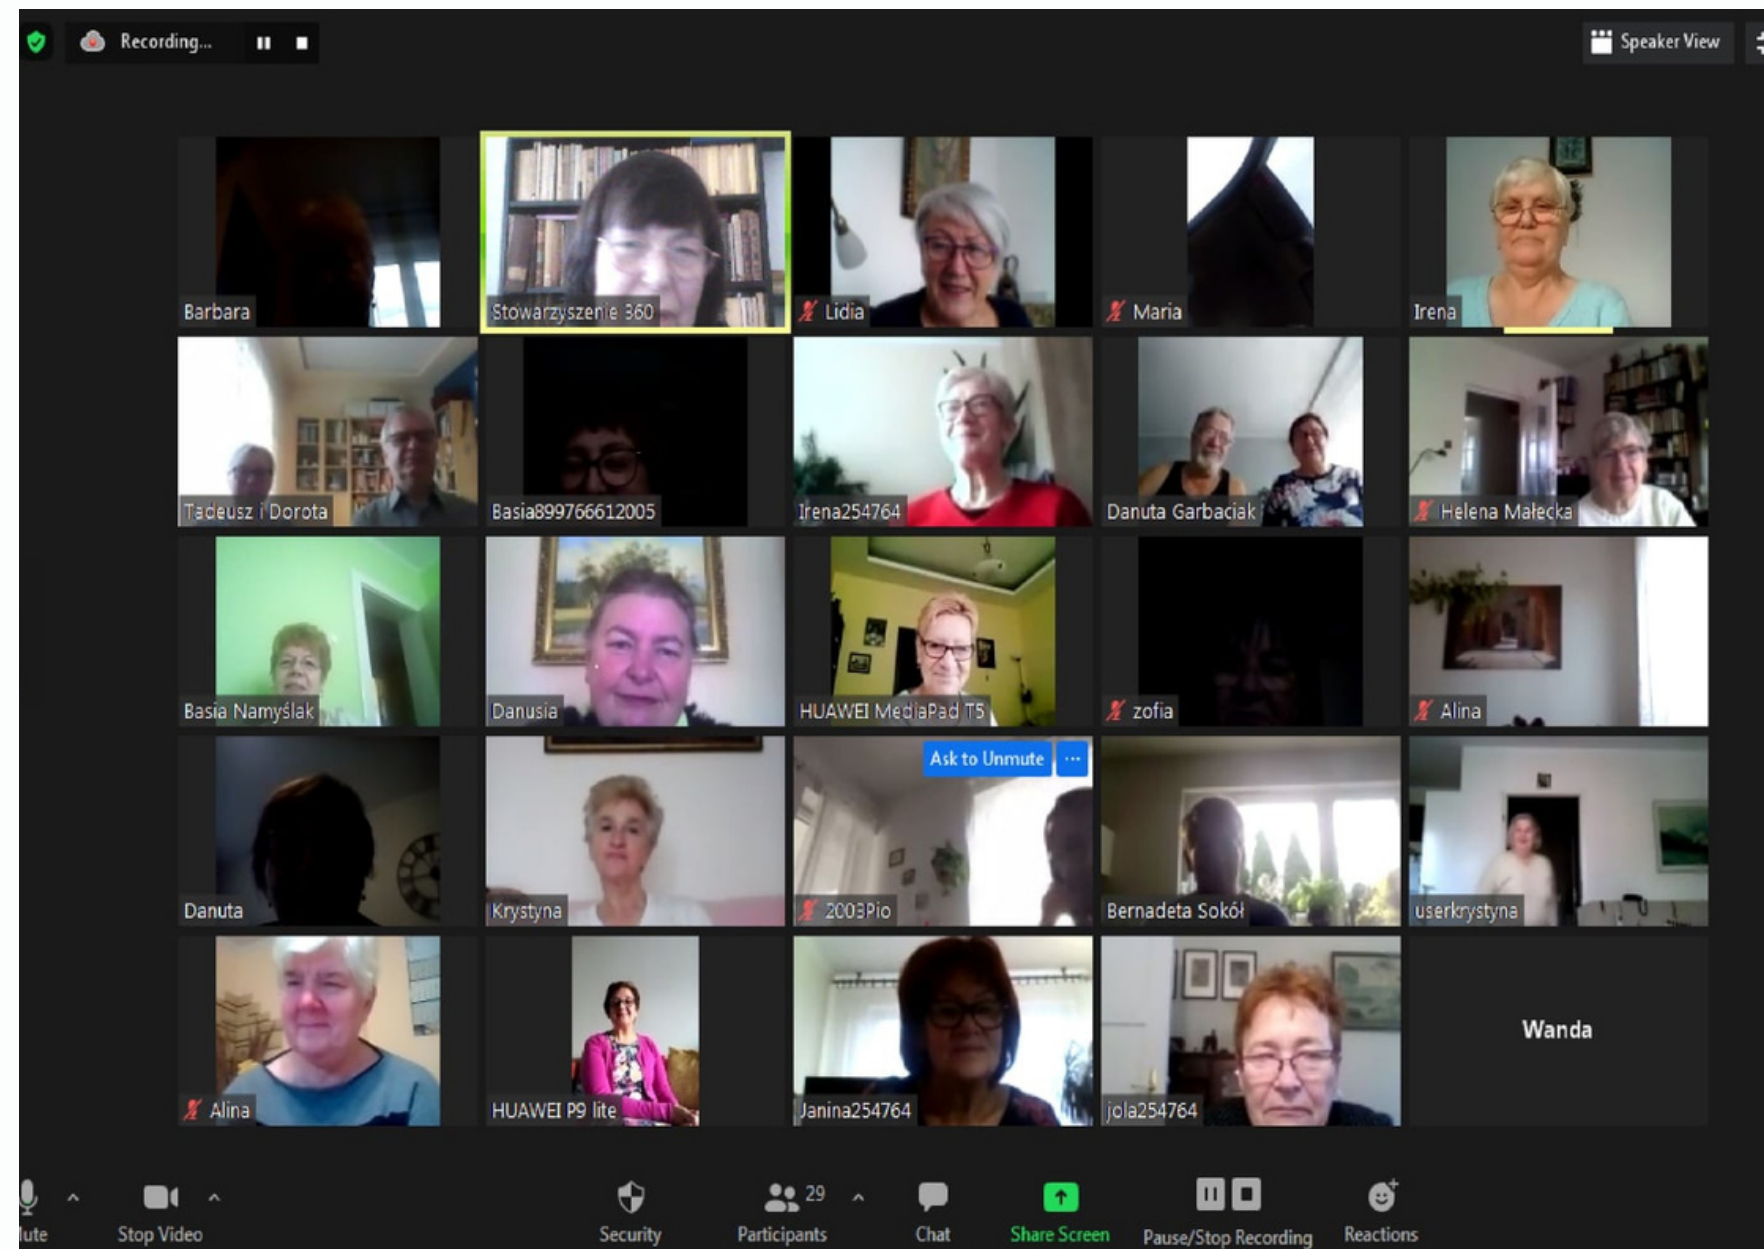 Recording...
Speaker View
Barbara
Stowarzyszenie 360
Lidia
Maria
Irena
Tadeusz i Dorota
Basia899766612005
Irena254764
Danuta Garbaciak
Helena Małecka
Basia Namyślak
Danusia
HUAWEI MediaPad T5
zofia
Alina
Ask to Unmute ...
Danuta
Krystyna
2003Pio
Bernadeta Sokół
userkrystyna
Alina
HUAWEI P9 lite
Janina254764
jola254764
Wanda
29
Stop Video
Security
Participants
Chat
Share Screen
Pause/Stop Recording
Reactions